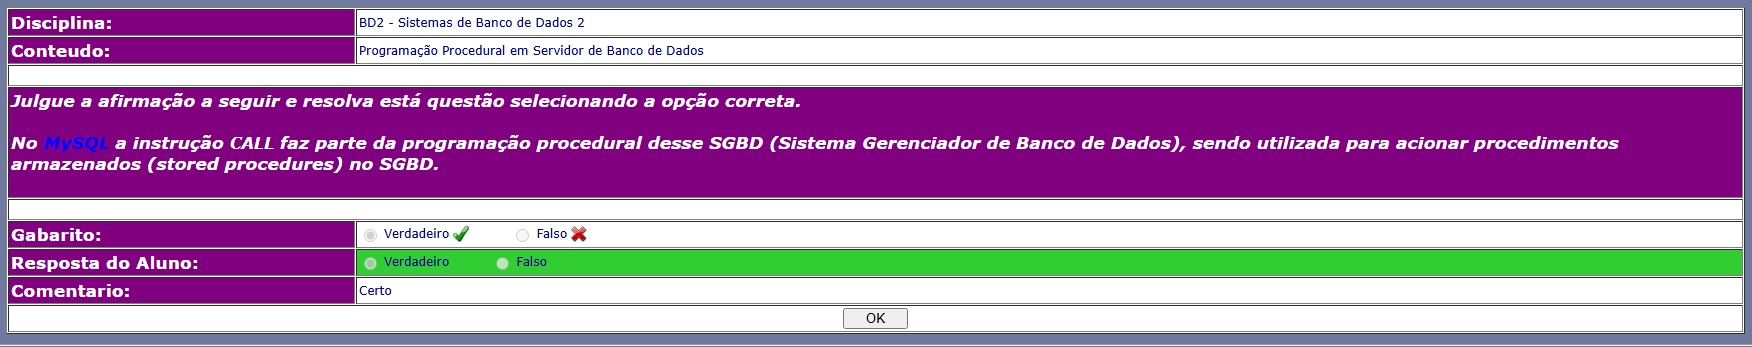 Disciplina: BD2 - Sistemas de Banco de Dados 2
Conteudo: Programação Procedural em Servidor de Banco de Dados
Julgue a afirmação a seguir e resolva está questão selecionando a opção correta.
No MySQL a instrução CALL faz parte da programação procedural desse SGBD (Sistema Gerenciador de Banco de Dados), sendo utilizada para acionar procedimentos
armazenados (stored procedures) no SGBD.
Gabarito: Verdadeiro Falso
Resposta do Aluno: Verdadeiro Falso
Comentario: Certo
OK